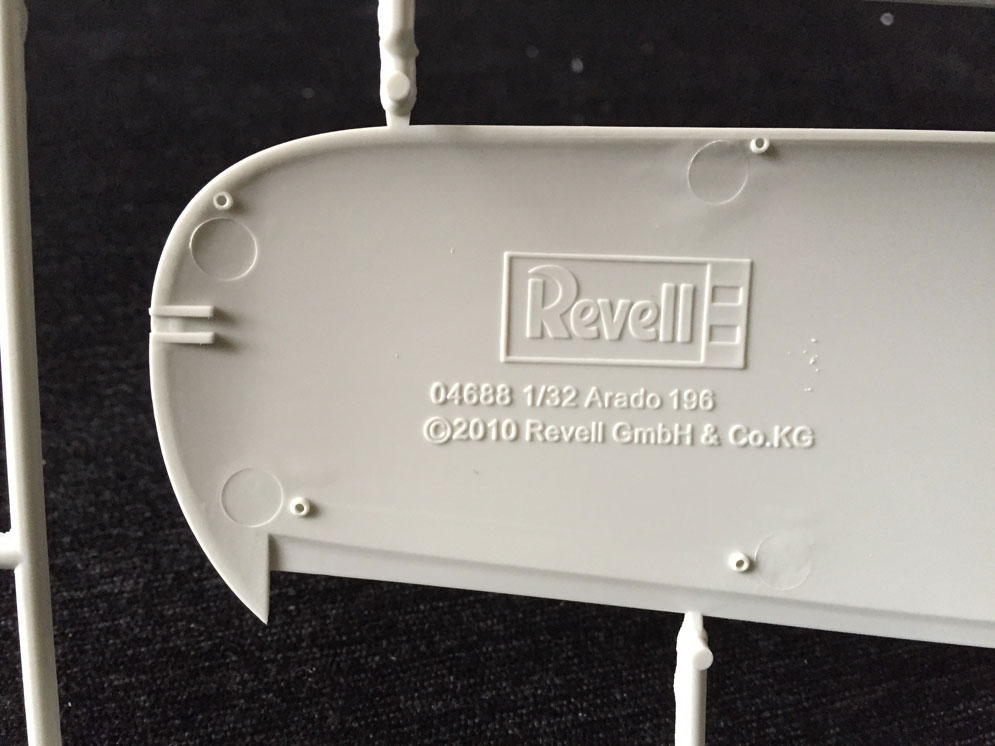 Revell
04688 1/32 Arado 196
©2010 Revell GmbH & Co.KG